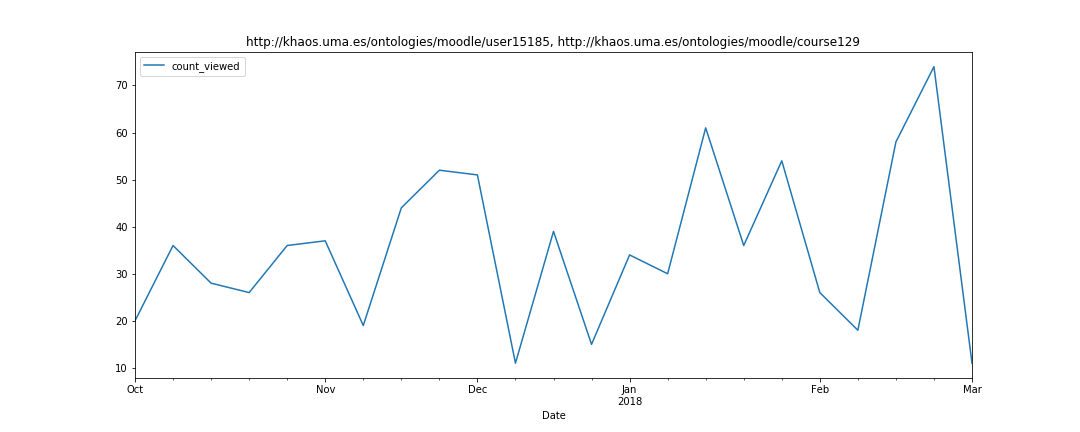 http://khaos.uma.es/ontologies/moodle/user15185, http://khaos.uma.es/ontologies/moodle/course129
count_viewed
70
60
50
40
30
20
10
Oct Nov Dec Jan Feb Mar
2018
Date